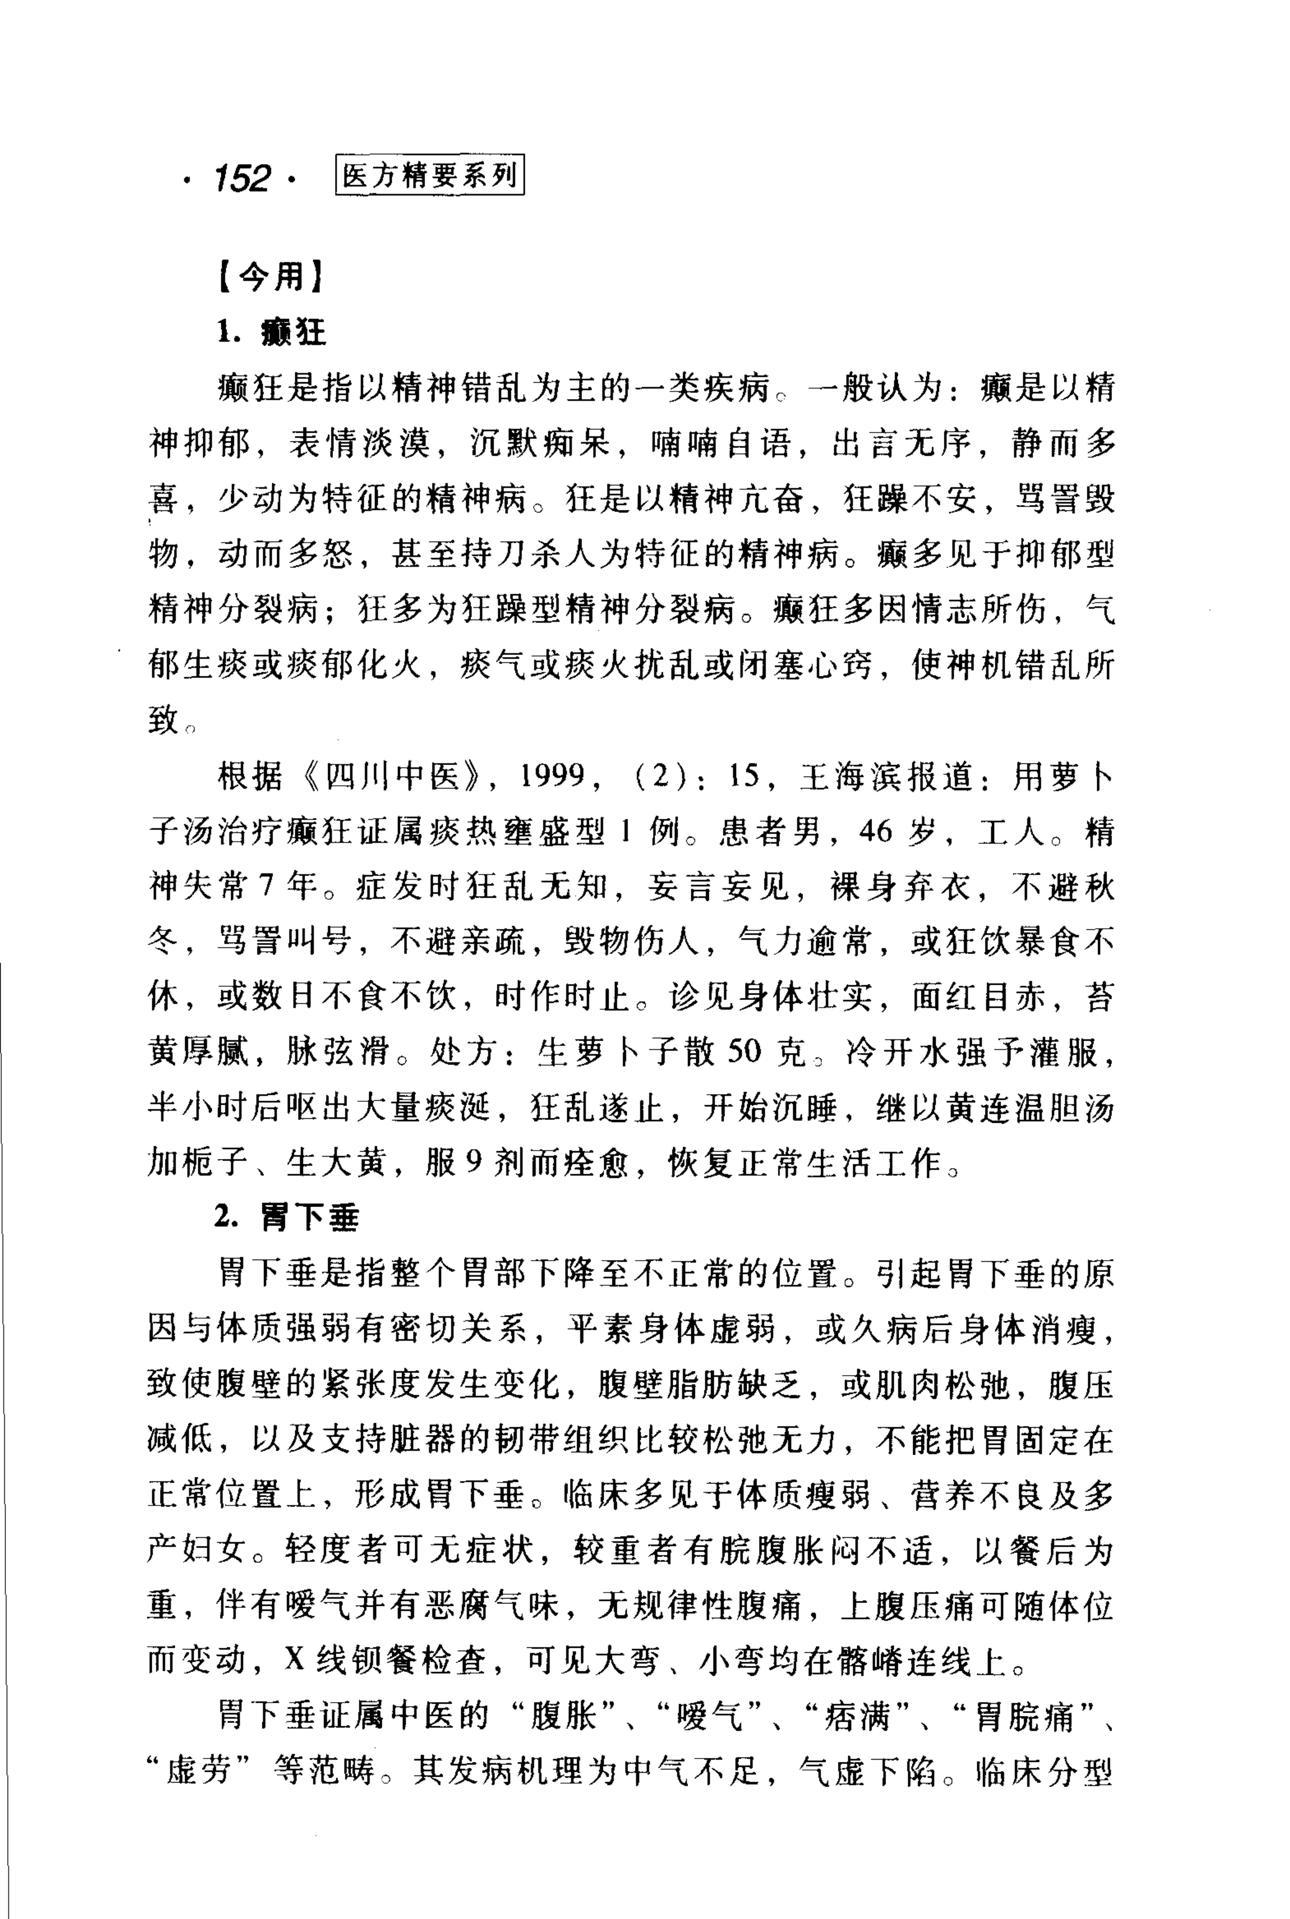 ·152· 医方精要系列
【今用】
1. 癫狂
癫狂是指以精神错乱为主的一类疾病。一般认为：癫是以精
神抑郁，表情淡漠，沉默痴呆，喃喃自语，出言无序，静而多
喜，少动为特征的精神病。狂是以精神亢奋，狂躁不安，骂詈毁
物，动而多怒，甚至持刀杀人为特征的精神病。癫多见于抑郁型
精神分裂病；狂多为狂躁型精神分裂病。癫狂多因情志所伤，气
郁生痰或痰郁化火，痰气或痰火扰乱或闭塞心窍，使神机错乱所
致。
根据《四川中医》，1999，（2）：15，王海滨报道：用萝卜
子汤治疗癫狂证属痰热壅盛型 1 例。患者男，46 岁，工人。精
神失常 7 年。症发时狂乱无知，妄言妄见，裸身弃衣，不避秋
冬，骂詈叫号，不避亲疏，毁物伤人，气力逾常，或狂饮暴食不
休，或数日不食不饮，时作时止。诊见身体壮实，面红目赤，苔
黄厚腻，脉弦滑。处方：生萝卜子散 50 克。冷开水强予灌服，
半小时后呕出大量痰涎，狂乱遂止，开始沉睡，继以黄连温胆汤
加栀子、生大黄，服 9 剂而痊愈，恢复正常生活工作。
2. 胃下垂
胃下垂是指整个胃部下降至不正常的位置。引起胃下垂的原
因与体质强弱有密切关系，平素身体虚弱，或久病后身体消瘦，
致使腹壁的紧张度发生变化，腹壁脂肪缺乏，或肌肉松弛，腹压
减低，以及支持脏器的韧带组织比较松弛无力，不能把胃固定在
正常位置上，形成胃下垂。临床多见于体质瘦弱、营养不良及多
产妇女。轻度者可无症状，较重者有脘腹胀闷不适，以餐后为
重，伴有嗳气并有恶腐气味，无规律性腹痛，上腹压痛可随体位
而变动，X 线钡餐检查，可见大弯、小弯均在髂嵴连线上。
胃下垂证属中医的“腹胀”、“嗳气”、“痞满”、“胃脘痛”、
“虚劳”等范畴。其发病机理为中气不足，气虚下陷。临床分型